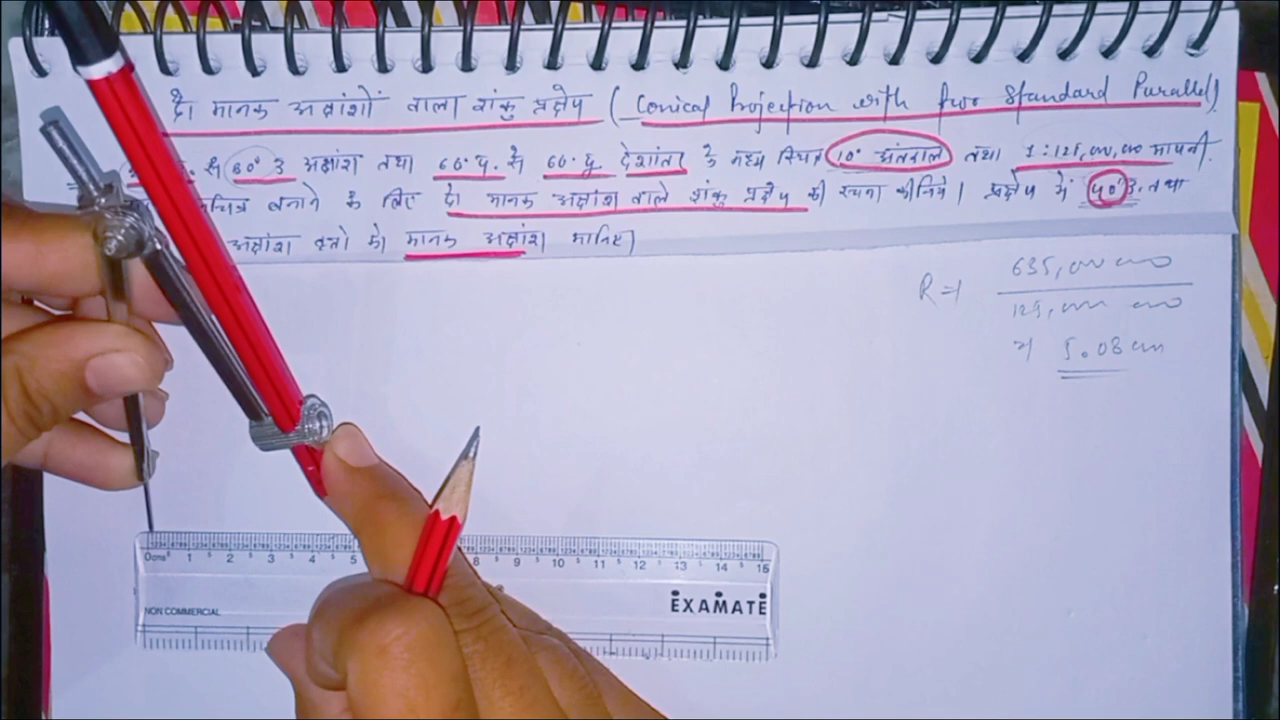 दो मानक अक्षांशों वाला शंकु प्रक्षेप (Conical Projection with two Standard Parallel)
से 60° उ अक्षांश तथा 60° प. से 60° पू. देशांतर के मध्य स्थित 10° अंतराल तथा 1:125,000,000 मापनी
बनाने के लिए दो मानक अक्षांश वाले शंकु प्रक्षेप की रचना कीजिये। प्रक्षेप में 40° उ. तथा
अक्षांश वृत्तो को मानक अक्षांश मानिए।
R =) 635,000,000
125,000,000
=) 5.08 cm
0cms 1 2 3 4 5 8 9 10 11 12 13 14 15
NON COMMERCIAL
EXAMATE